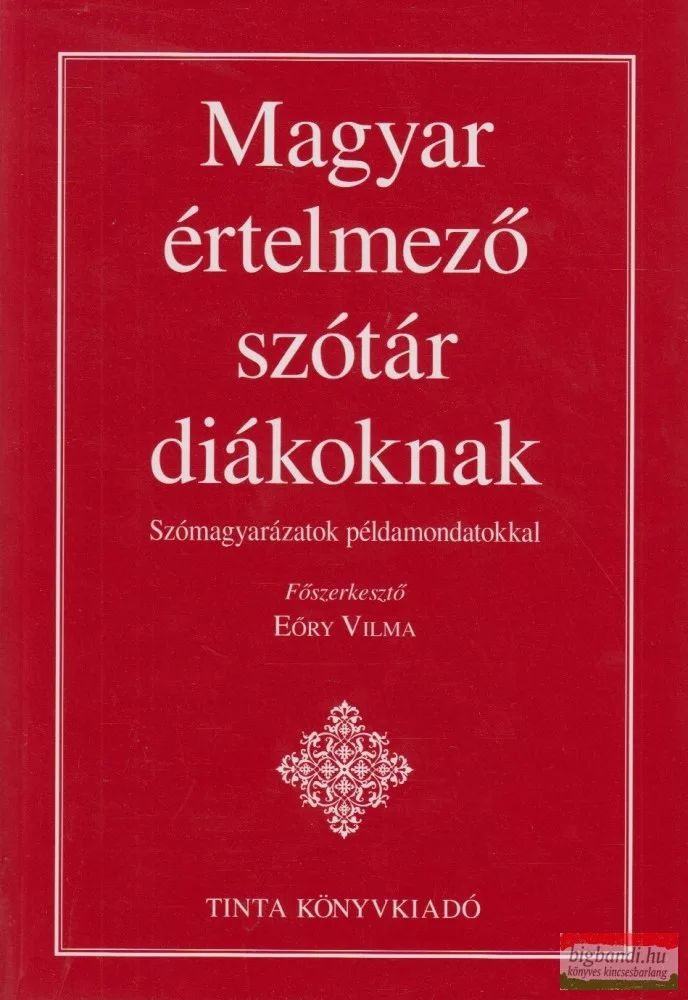 Magyar
értelmező
szótár
diákoknak
Szómagyarázatok példamondatokkal
Főszerkesztő
EŐRY VILMA
TINTA KÖNYVKIADÓ
bigbandi.hu
könyves kincsesbarlang